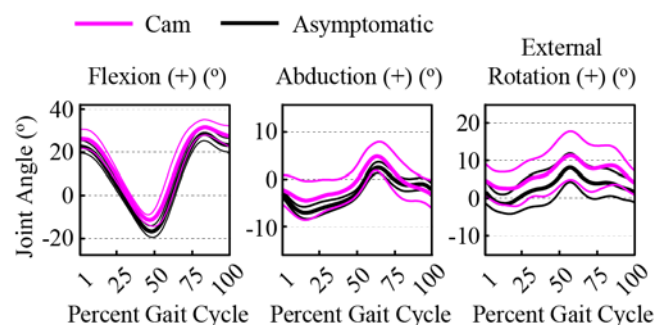 Cam Asymptomatic
Flexion (+) (º)
Abduction (+) (º)
External
Rotation (+) (º)
Joint Angle (º)
40
20
0
-20
10
0
-10
20
10
0
-10
1 25 50 75 100
1 25 50 75 100
1 25 50 75 100
Percent Gait Cycle Percent Gait Cycle Percent Gait Cycle